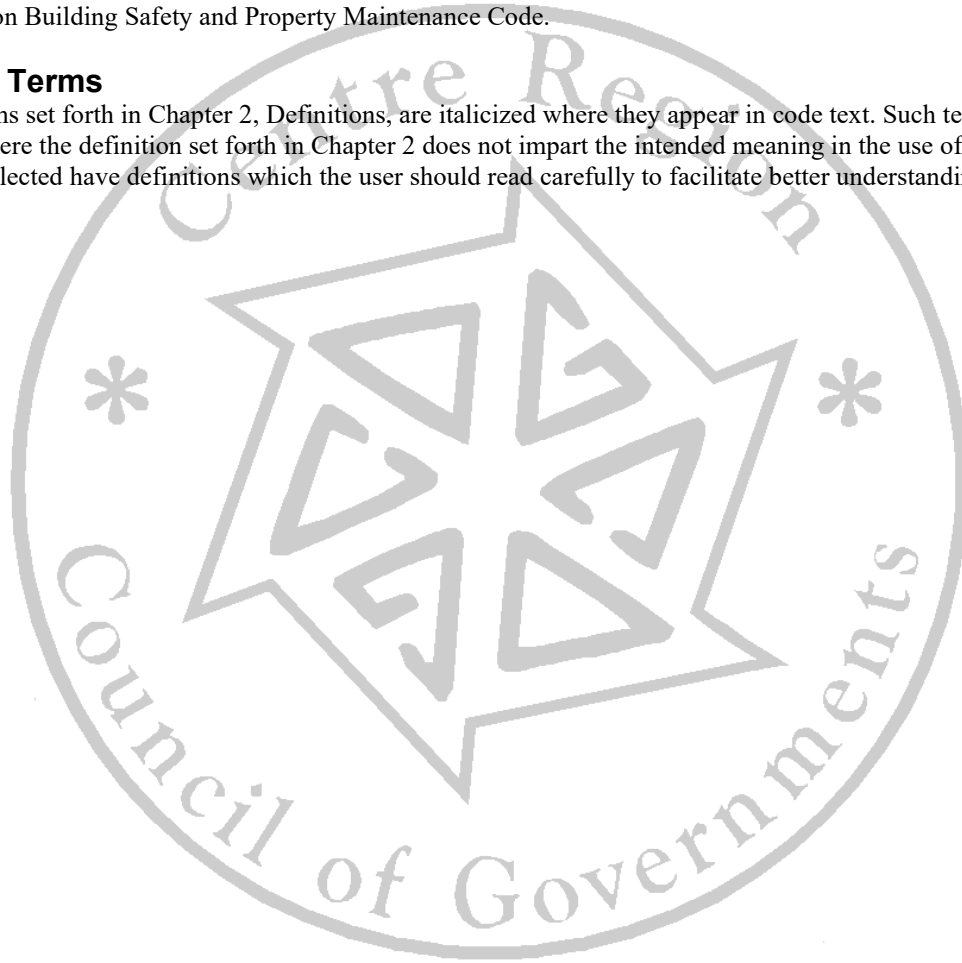 on Building Safety and Property Maintenance Code.
Terms
ns set forth in Chapter 2, Definitions, are italicized where they appear in code text. Such te
ere the definition set forth in Chapter 2 does not impart the intended meaning in the use of
lected have definitions which the user should read carefully to facilitate better understandi
Centre Region
* *
Council of Governments